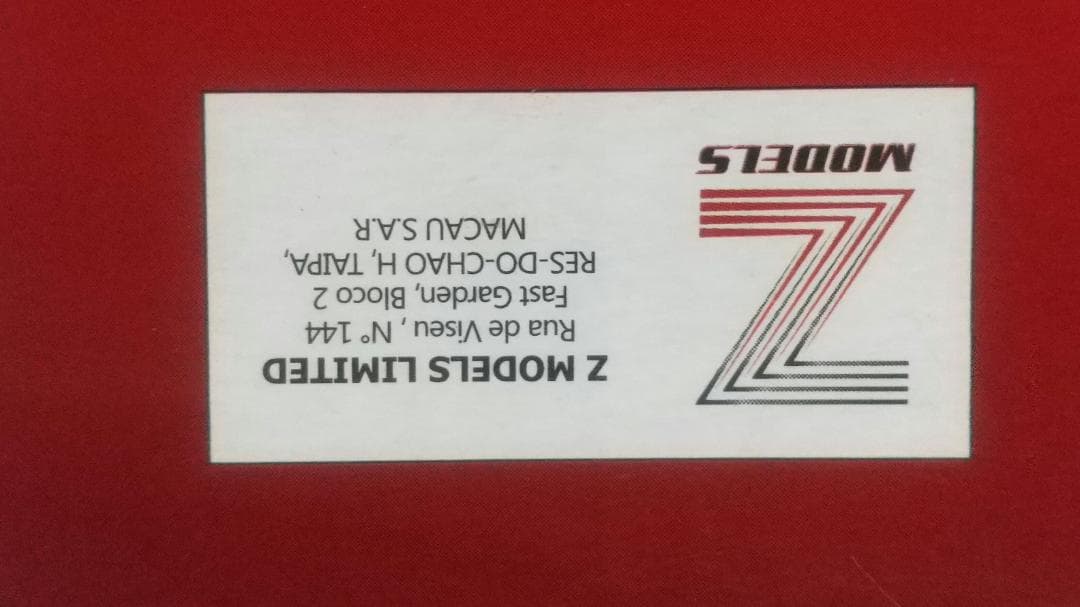 Z
MODELS
Z MODELS LIMITED
Rua de Viseu , N° 144
Fast Garden, Bloco 2
RES-DO-CHAO H, TAIPA,
MACAU S.A.R